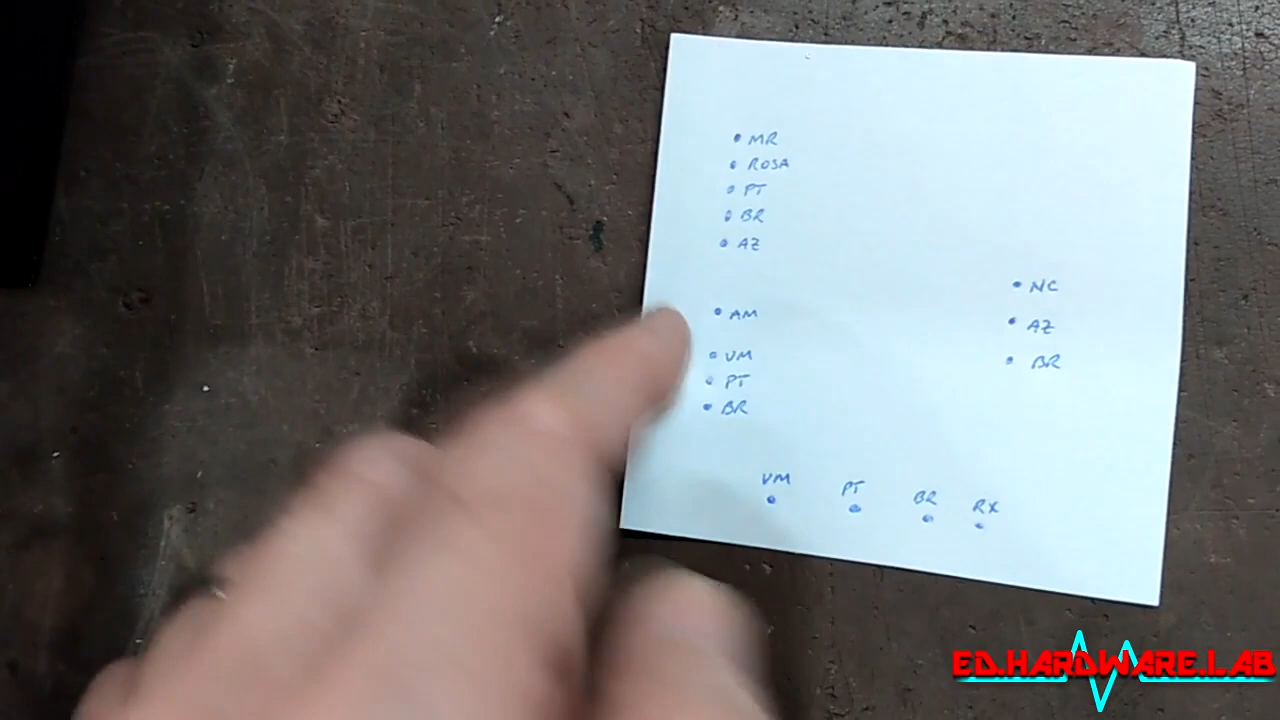 MR
ROSA
PT
BR
AZ
NC
AM
AZ
VM
BR
PT
BR
VM PT BR RX
ED.HARDWARE.LAB